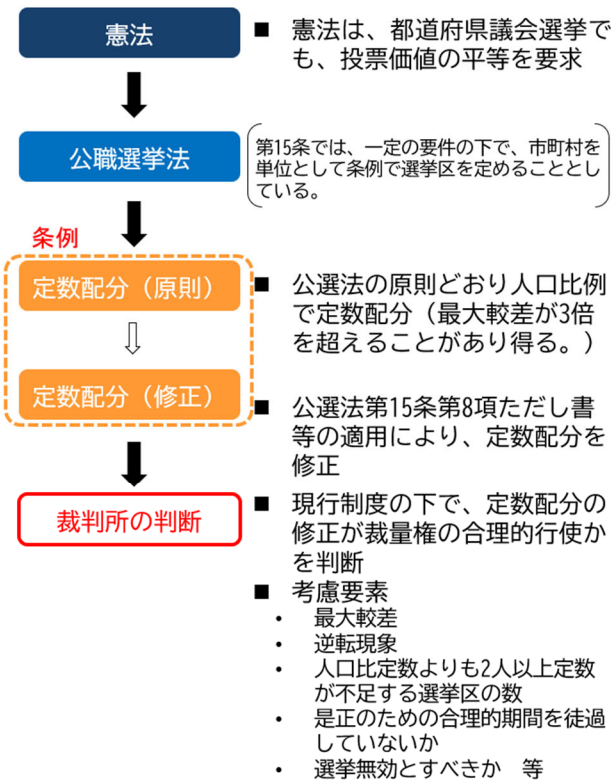 憲法
■ 憲法は、都道府県議会選挙で
も、投票価値の平等を要求
公職選挙法
第15条では、一定の要件の下で、市町村を
単位として条例で選挙区を定めることとし
ている。
条例
定数配分（原則）
■ 公選法の原則どおり人口比例
で定数配分（最大較差が3倍
を超えることがあり得る。）
定数配分（修正）
■ 公選法第15条第8項ただし書
等の適用により、定数配分を
修正
裁判所の判断
■ 現行制度の下で、定数配分の
修正が裁量権の合理的行使か
を判断
■ 考慮要素
・ 最大較差
・ 逆転現象
・ 人口比定数よりも2人以上定数
が不足する選挙区の数
・ 是正のための合理的期間を徒過
していないか
・ 選挙無効とすべきか　等